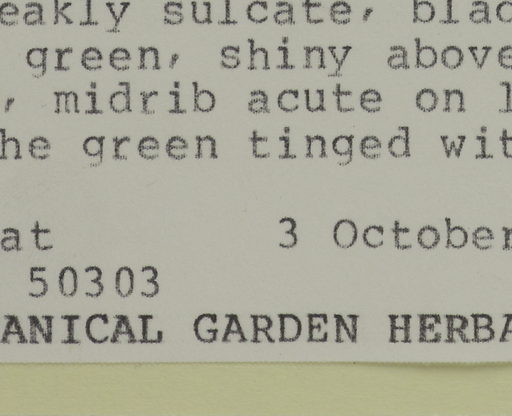 eakly sulcate, blac
green, shiny above
, midrib acute on l
he green tinged wit
at 3 October
50303
ANICAL GARDEN HERBA